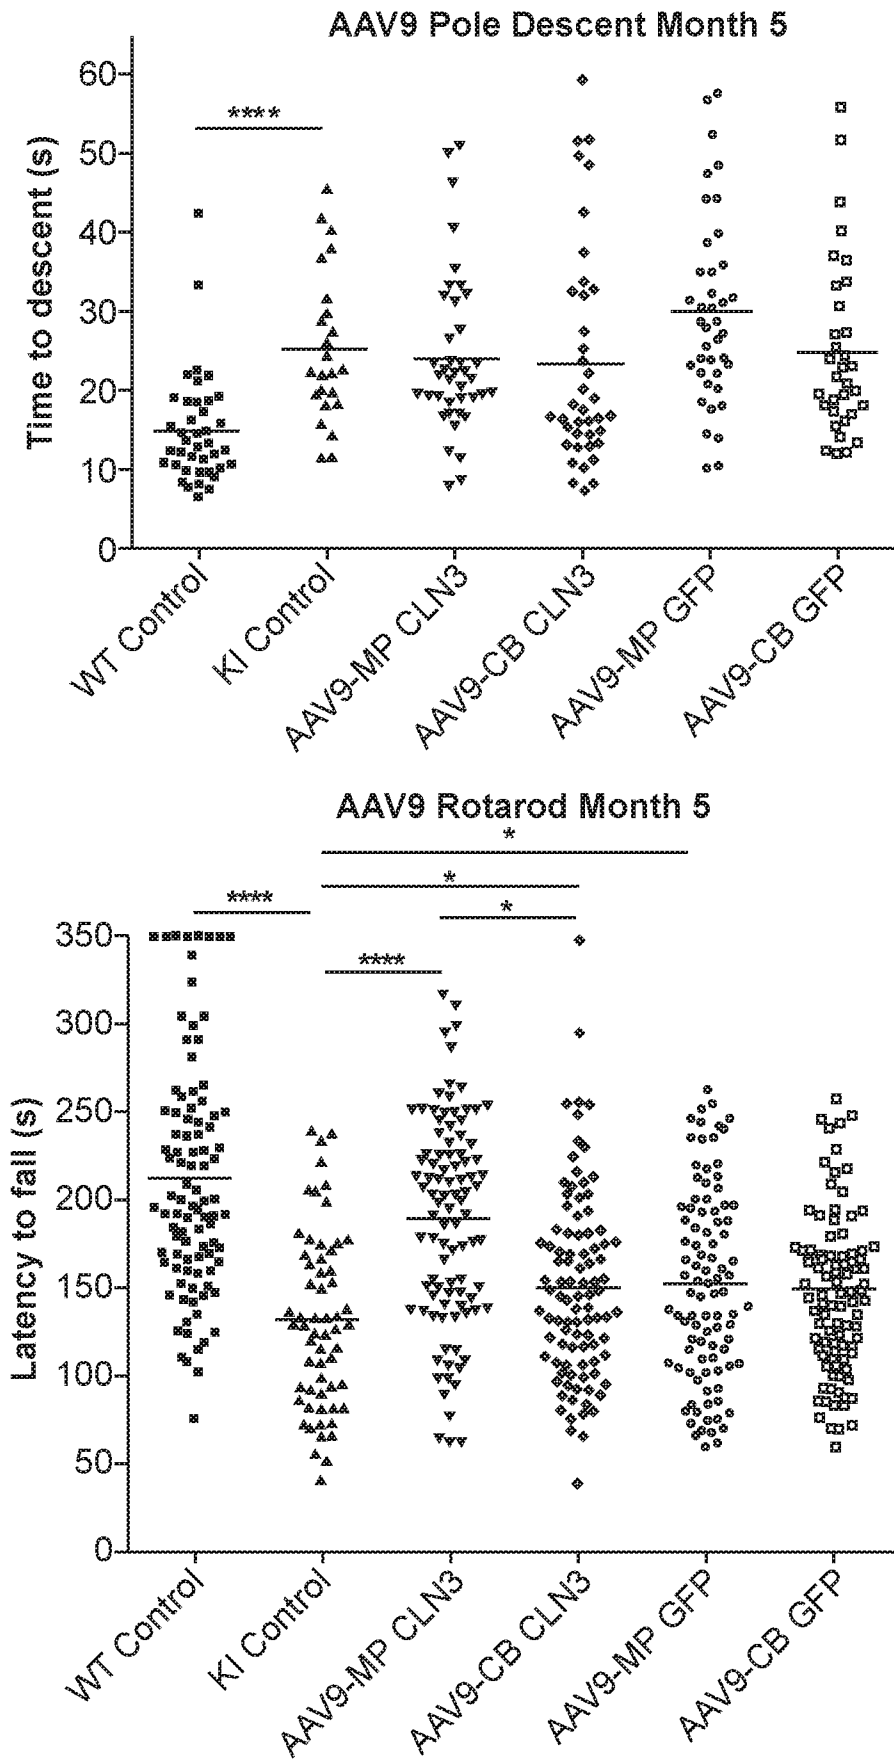 AAV9 Pole Descent Month 5
Time to descent (s)
60
50
40
30
20
10
0
****
WT Control
KI Control
AAV9-MP CLN3
AAV9-CB CLN3
AAV9-MP GFP
AAV9-CB GFP
AAV9 Rotarod Month 5
*
*
****
*
****
Latency to fall (s)
350
300
250
200
150
100
50
0
WT Control
KI Control
AAV9-MP CLN3
AAV9-CB CLN3
AAV9-MP GFP
AAV9-CB GFP